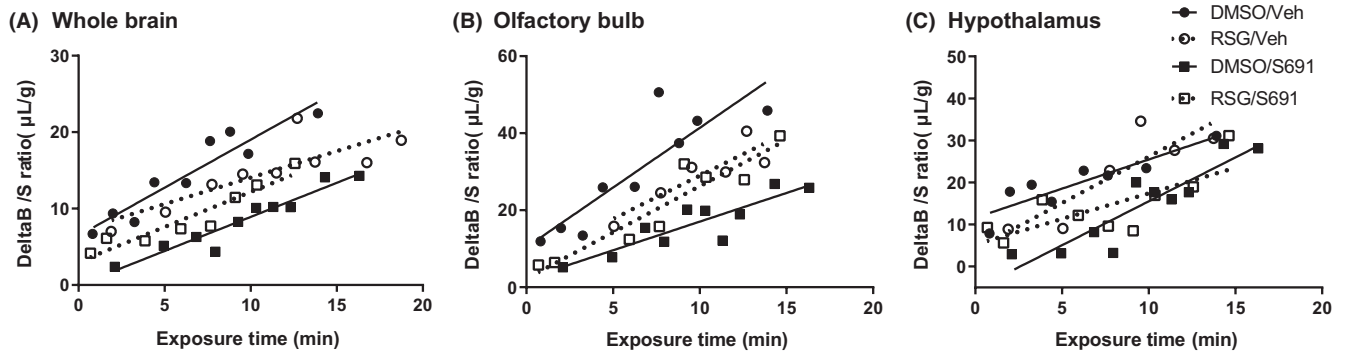 (A) Whole brain
DeltaB /S ratio( µL/g)
30
20
10
0
0 5 10 15 20
Exposure time (min)
(B) Olfactory bulb
DeltaB /S ratio( µL/g)
60
40
20
0
0 5 10 15 20
Exposure time (min)
(C) Hypothalamus
DeltaB /S ratio( µL/g)
50
40
30
20
10
0
0 5 10 15 20
Exposure time (min)
DMSO/Veh
RSG/Veh
DMSO/S691
RSG/S691